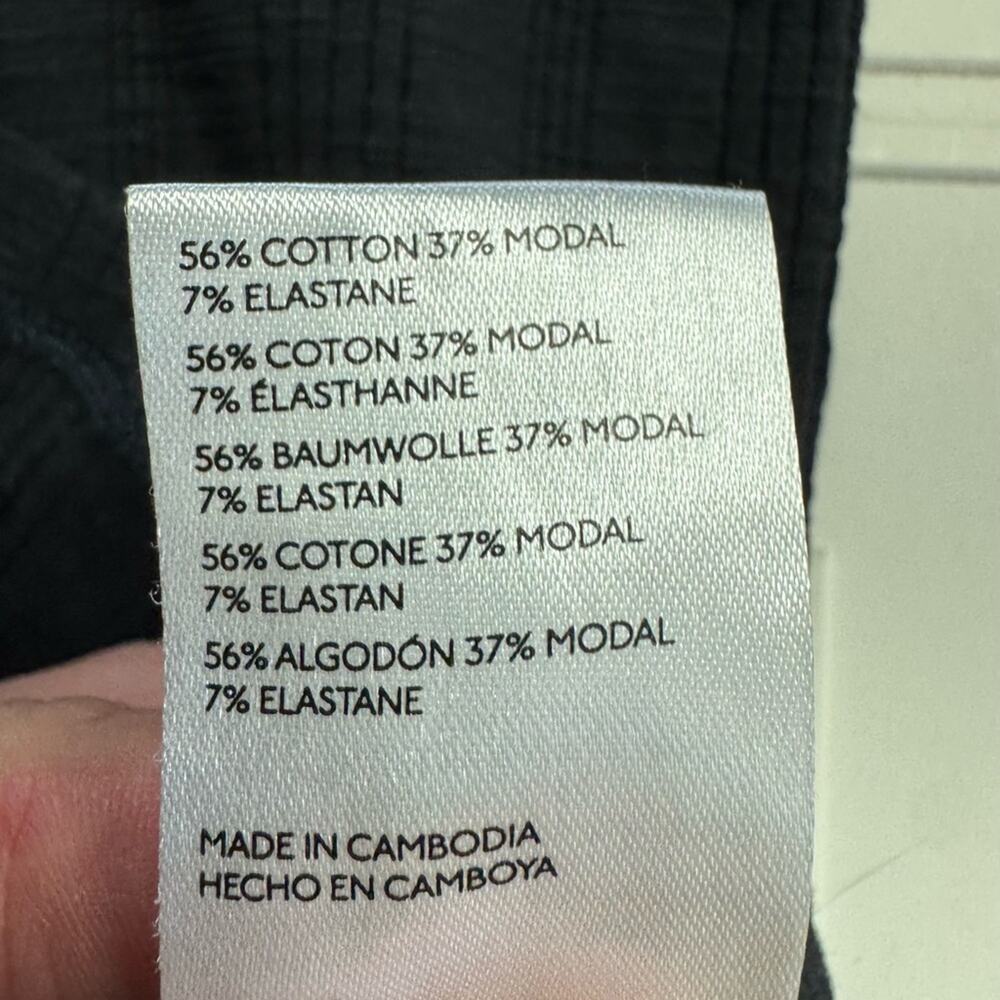 56% COTTON 37% MODAL
7% ELASTANE
56% COTON 37% MODAL
7% ÉLASTHANNE
56% BAUMWOLLE 37% MODAL
7% ELASTAN
56% COTONE 37% MODAL
7% ELASTAN
56% ALGODÓN 37% MODAL
7% ELASTANE
MADE IN CAMBODIA
HECHO EN CAMBOYA